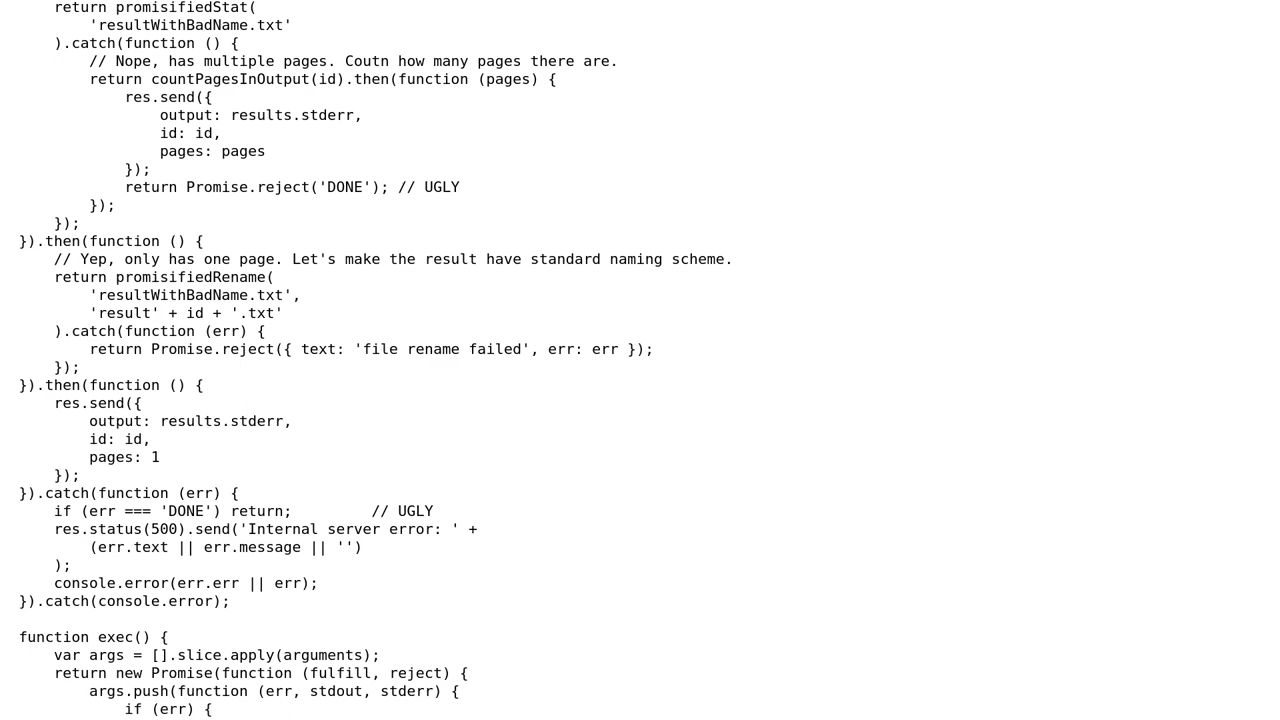 return promisifiedStat(
        'resultWithBadName.txt'
    ).catch(function () {
        // Nope, has multiple pages. Coutn how many pages there are.
        return countPagesInOutput(id).then(function (pages) {
            res.send({
                output: results.stderr,
                id: id,
                pages: pages
            });
            return Promise.reject('DONE'); // UGLY
        });
    });
}).then(function () {
    // Yep, only has one page. Let's make the result have standard naming scheme.
    return promisifiedRename(
        'resultWithBadName.txt',
        'result' + id + '.txt'
    ).catch(function (err) {
        return Promise.reject({ text: 'file rename failed', err: err });
    });
}).then(function () {
    res.send({
        output: results.stderr,
        id: id,
        pages: 1
    });
}).catch(function (err) {
    if (err === 'DONE') return;         // UGLY
    res.status(500).send('Internal server error: ' +
        (err.text || err.message || '')
    );
    console.error(err.err || err);
}).catch(console.error);

function exec() {
    var args = [].slice.apply(arguments);
    return new Promise(function (fulfill, reject) {
        args.push(function (err, stdout, stderr) {
            if (err) {